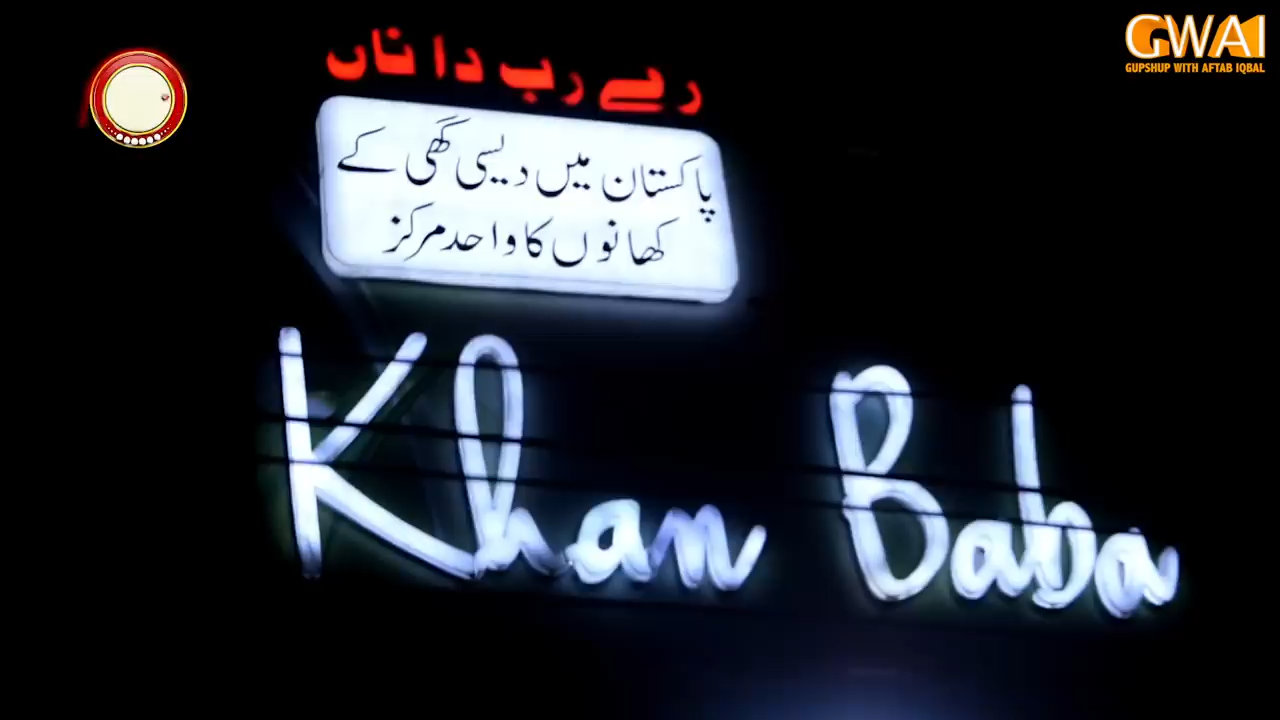 GWAI
GUPSHUP WITH AFTAB IQBAL
رہے رب دا ناں
پاکستان میں دیسی گھی کے
کھانوں کا واحد مرکز
Khan Baba